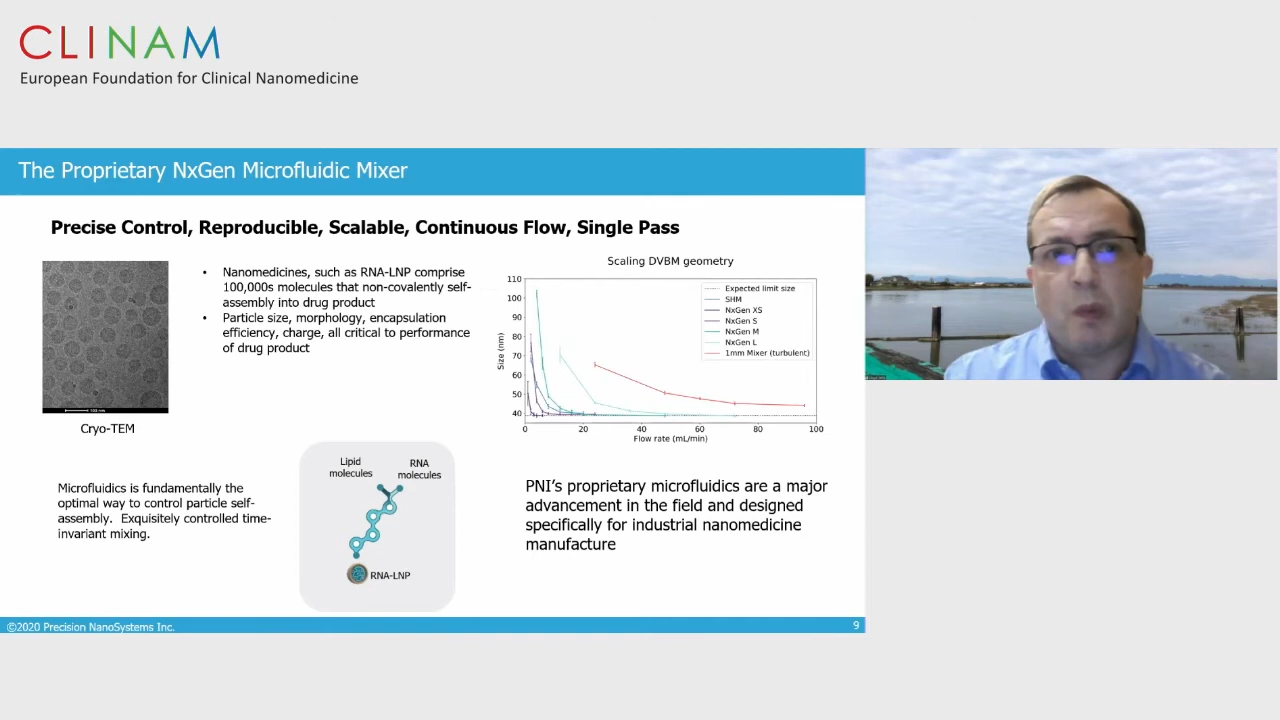 CLINAM
European Foundation for Clinical Nanomedicine
The Proprietary NxGen Microfluidic Mixer
Precise Control, Reproducible, Scalable, Continuous Flow, Single Pass
• Nanomedicines, such as RNA-LNP comprise
100,000s molecules that non-covalently self-
assembly into drug product
• Particle size, morphology, encapsulation
efficiency, charge, all critical to performance
of drug product
Cryo-TEM
Scaling DVBM geometry
Size (nm)
110
100
90
80
70
60
50
40
0 20 40 60 80 100
Flow rate (mL/min)
Expected limit size
SHM
NxGen XS
NxGen S
NxGen M
NxGen L
1mm Mixer (turbulent)
Microfluidics is fundamentally the
optimal way to control particle self-
assembly. Exquisitely controlled time-
invariant mixing.
Lipid
molecules
RNA
molecules
RNA-LNP
PNI's proprietary microfluidics are a major
advancement in the field and designed
specifically for industrial nanomedicine
manufacture
©2020 Precision NanoSystems Inc.
9